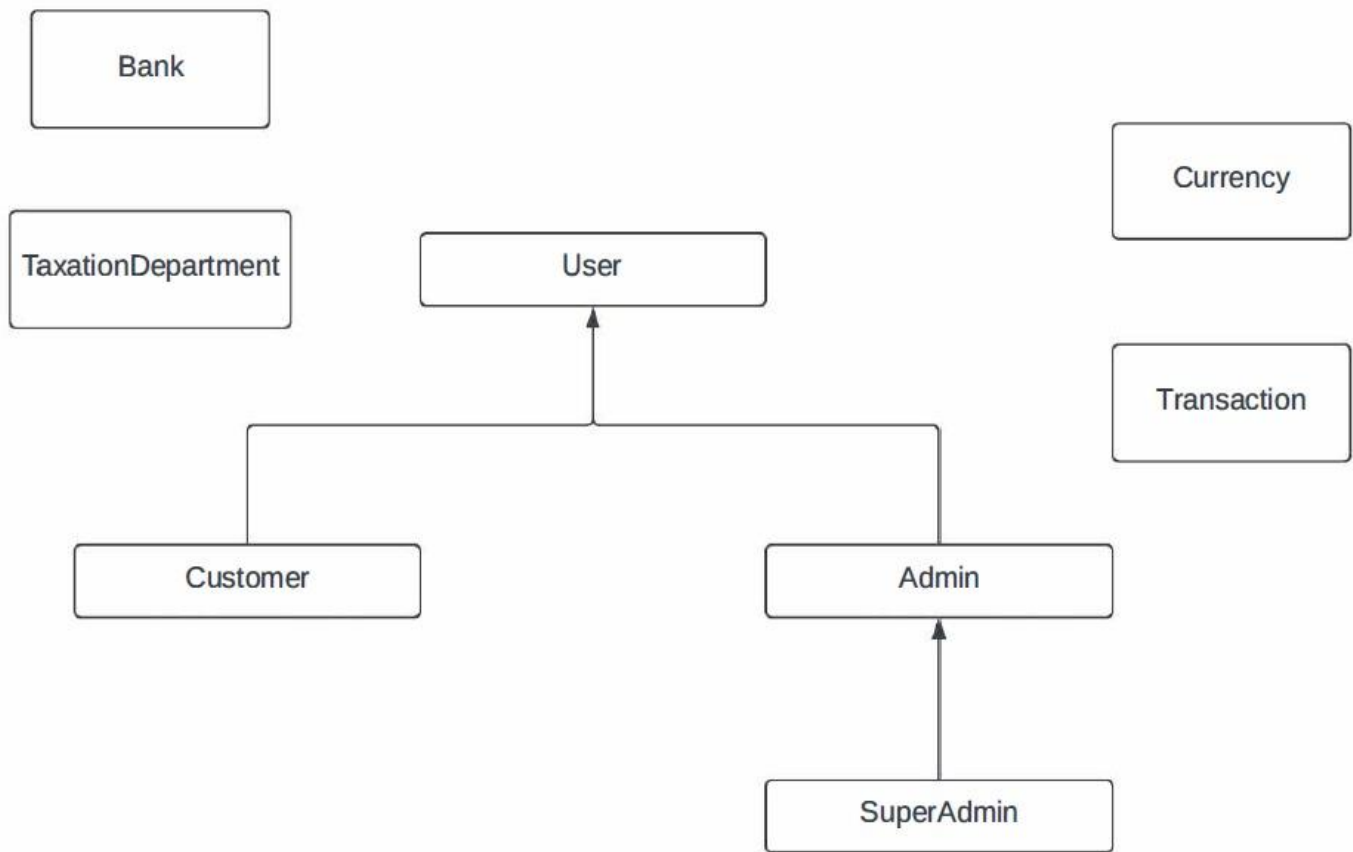 Bank
Currency
TaxationDepartment
User
Transaction
Customer
Admin
SuperAdmin